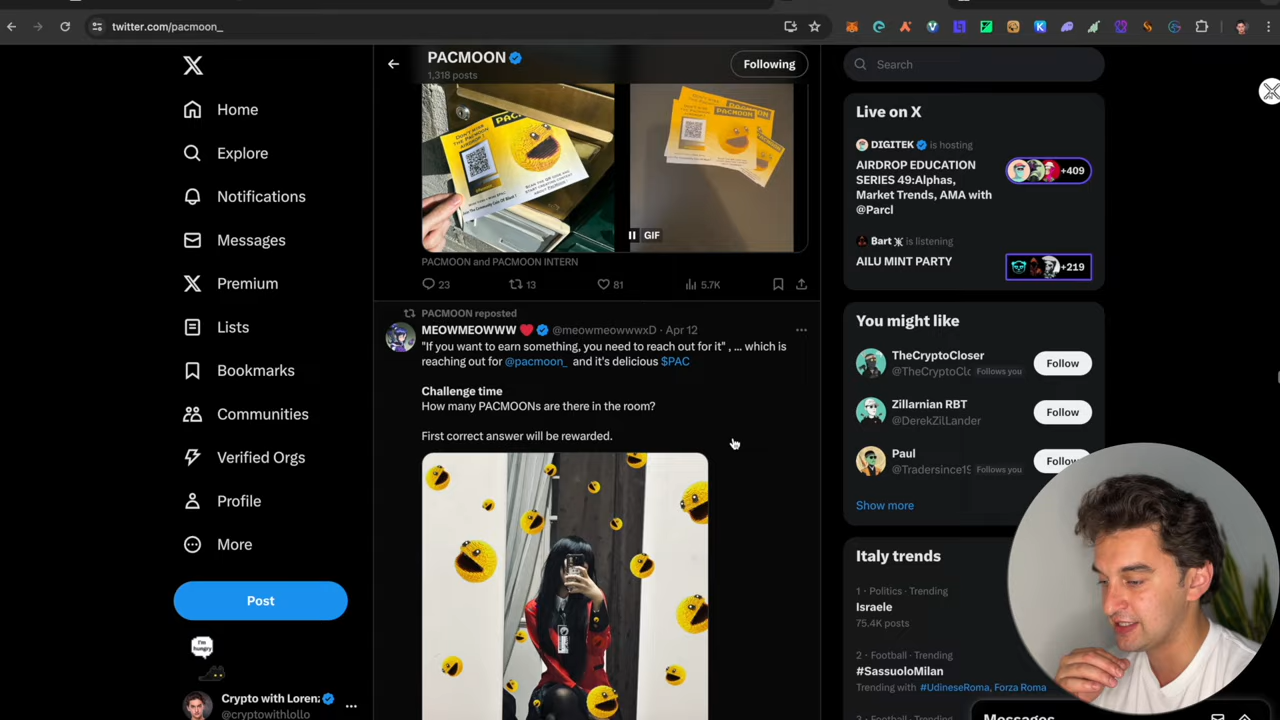 twitter.com/pacmoon_
Home
Explore
Notifications
Messages
Premium
Lists
Bookmarks
Communities
Verified Orgs
Profile
More
Post
I'm
hungry
Crypto with Loren
@cryptowithlollo
PACMOON
1,318 posts
Following
PACMOON
PACMOON
GIF
PACMOON and PACMOON INTERN
23
13
81
5.7K
PACMOON reposted
MEOWMEOWWW @meowmeowwwxD · Apr 12
"If you want to earn something, you need to reach out for it" , ... which is
reaching out for @pacmoon_ and it's delicious $PAC
Challenge time
How many PACMOONs are there in the room?
First correct answer will be rewarded.
Search
Live on X
DIGITEK is hosting
AIRDROP EDUCATION
SERIES 49:Alphas,
Market Trends, AMA with
@Parcl
+409
Bart is listening
AILU MINT PARTY
+219
You might like
TheCryptoCloser
@TheCryptoClo Follows you
Follow
Zillarnian RBT
@DerekZilLander
Follow
Paul
@Tradersince19 Follows you
Follow
Show more
Italy trends
1 · Politics · Trending
Israele
75.4K posts
2 · Football · Trending
#SassuoloMilan
Trending with #UdineseRoma, Forza Roma
Messages